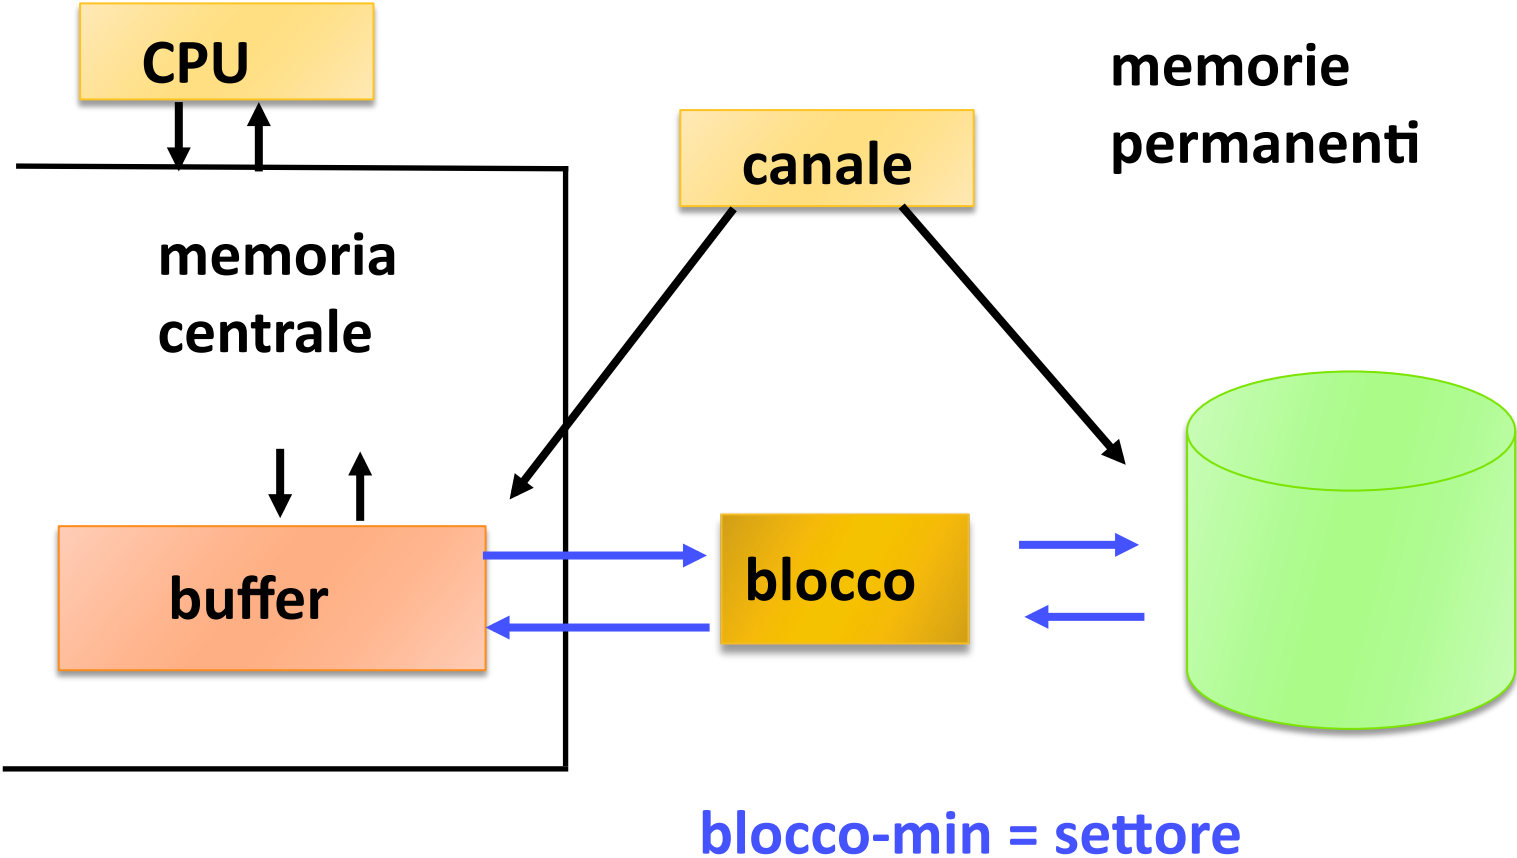 CPU
memorie
permanenti
canale
memoria
centrale
buffer
blocco
blocco-min = settore